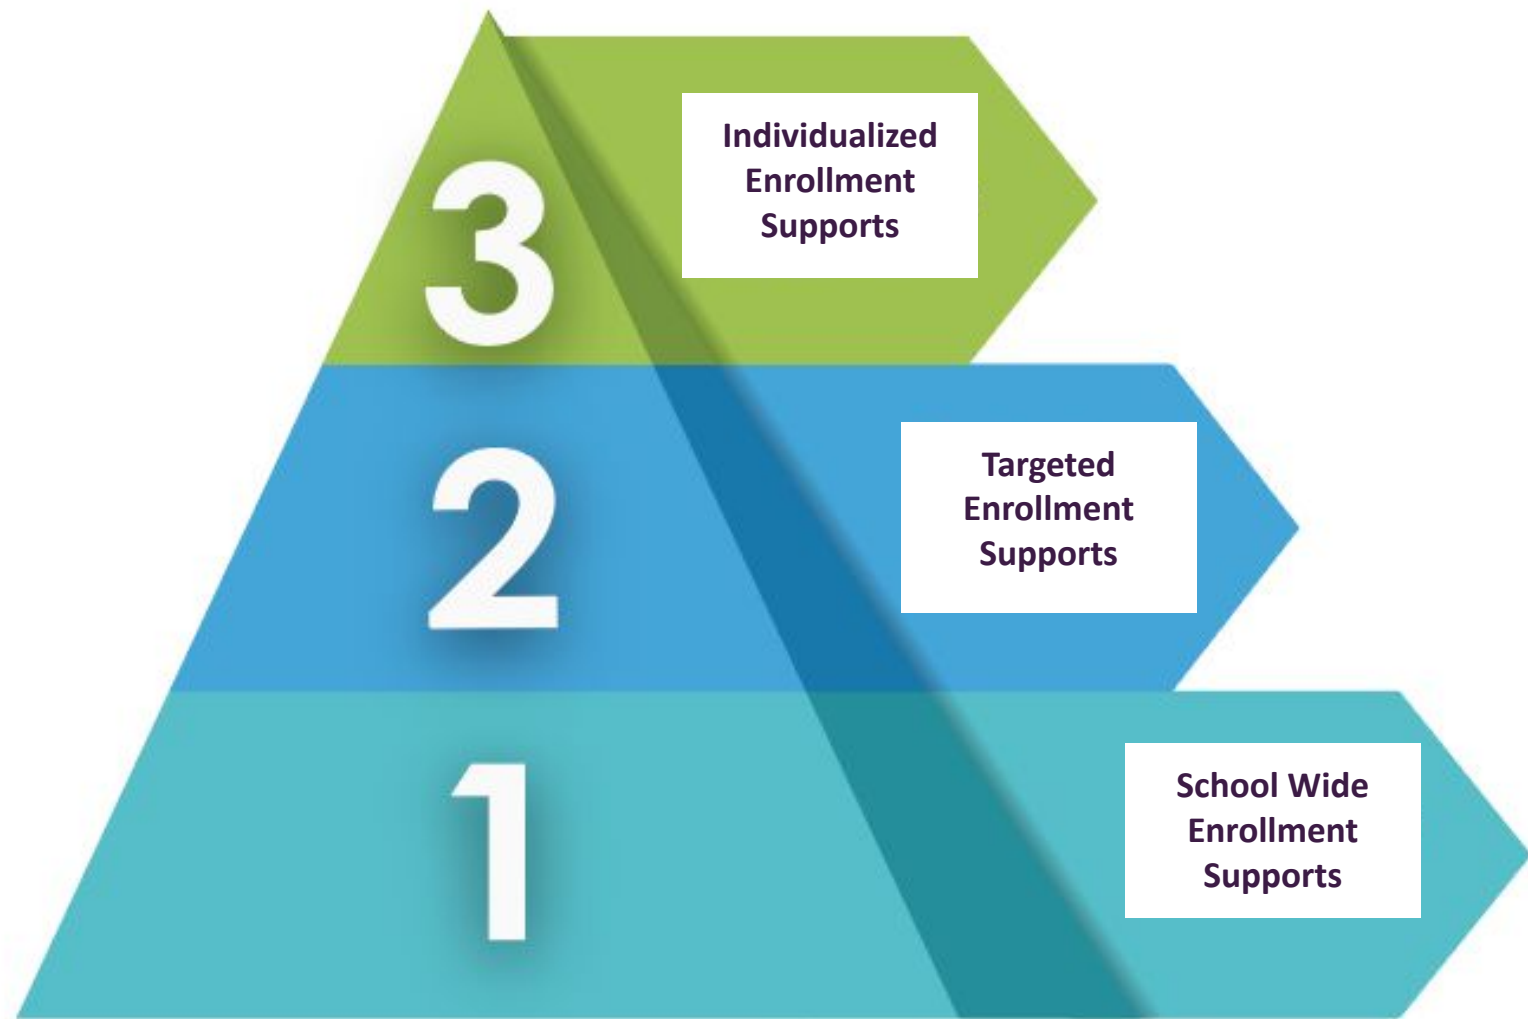 3
Individualized
Enrollment
Supports
2
Targeted
Enrollment
Supports
1
School Wide
Enrollment
Supports